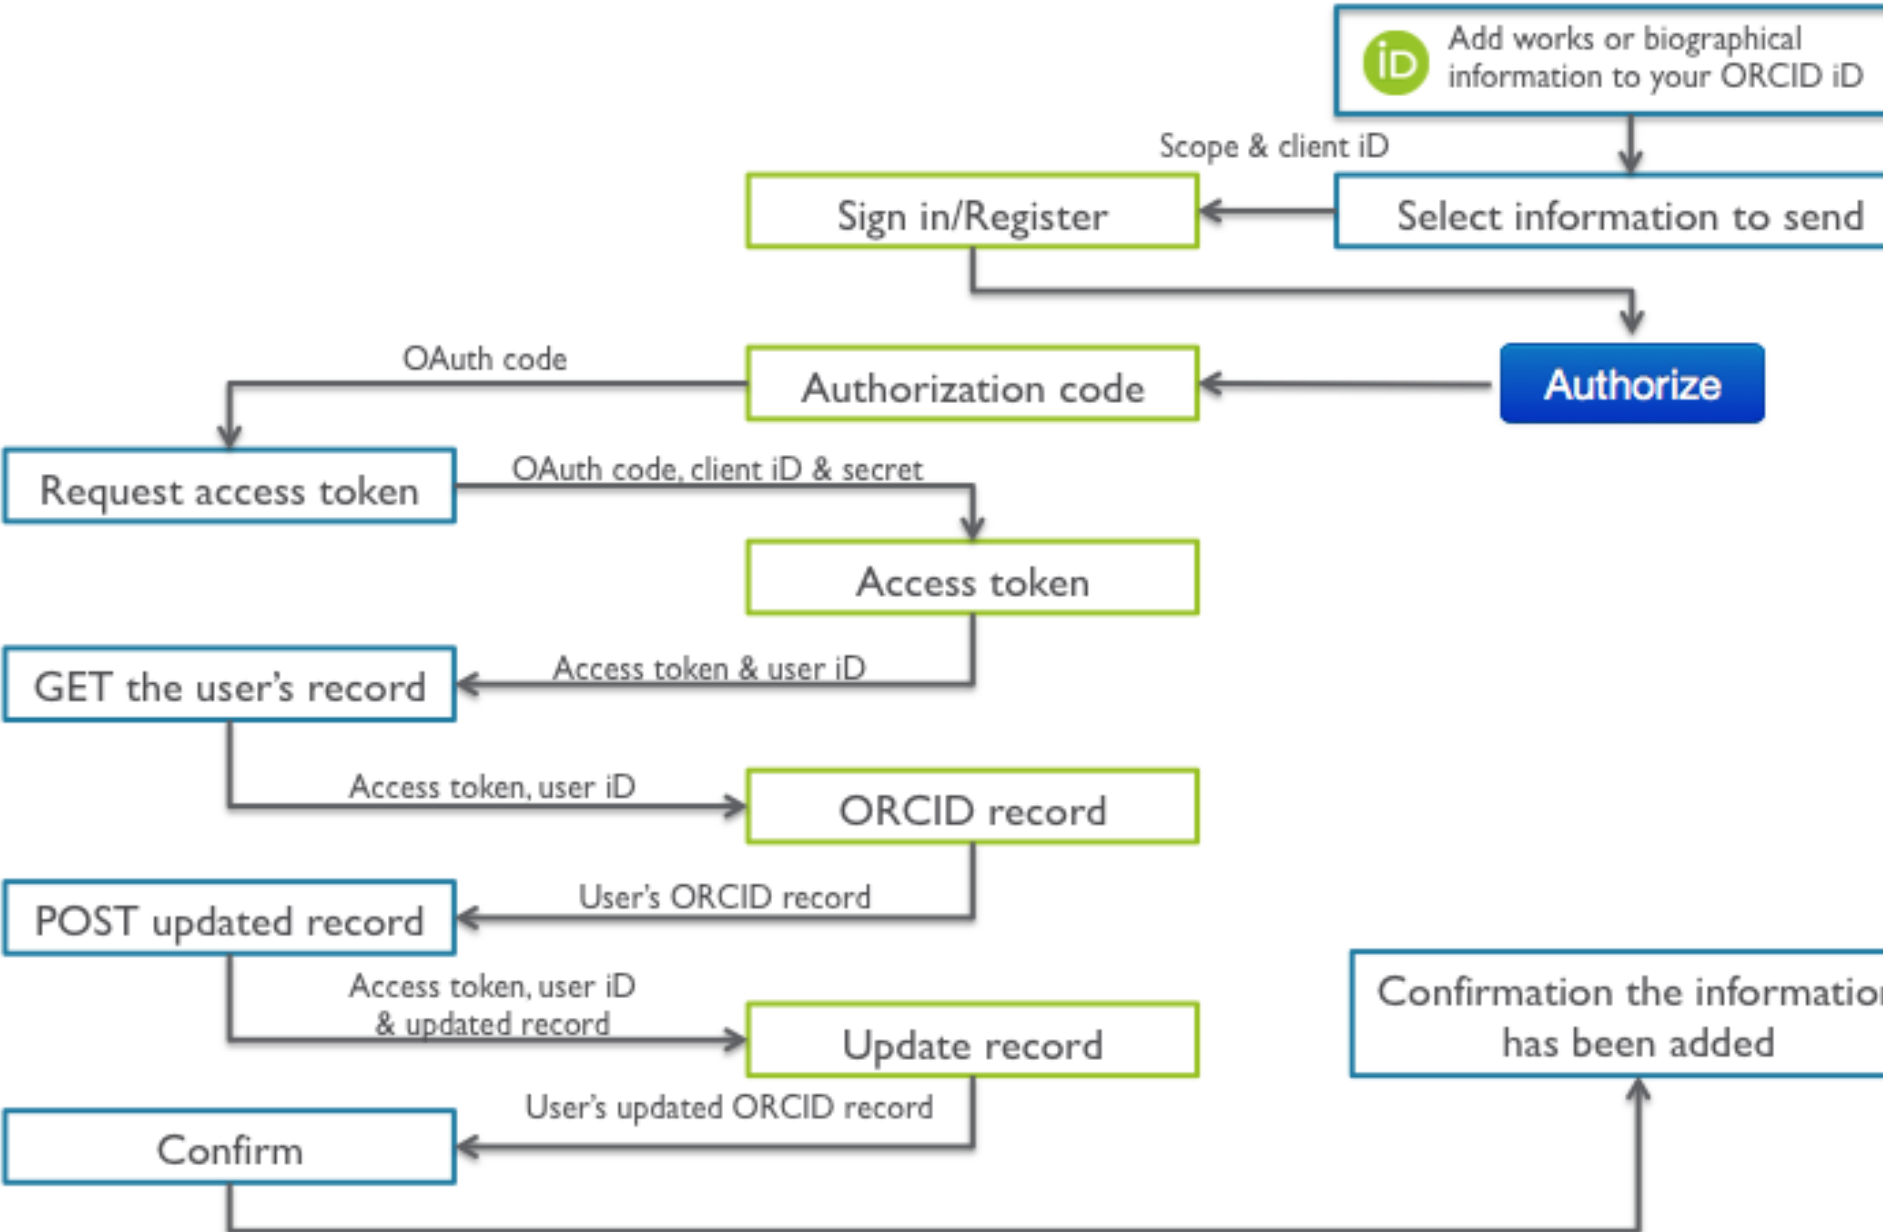 iD Add works or biographical
information to your ORCID iD
Scope & client iD
Sign in/Register
Select information to send
OAuth code
Authorization code
Authorize
Request access token
OAuth code, client iD & secret
Access token
GET the user's record
Access token & user iD
Access token, user iD
ORCID record
POST updated record
User's ORCID record
Access token, user iD
& updated record
Update record
Confirmation the information
has been added
User's updated ORCID record
Confirm